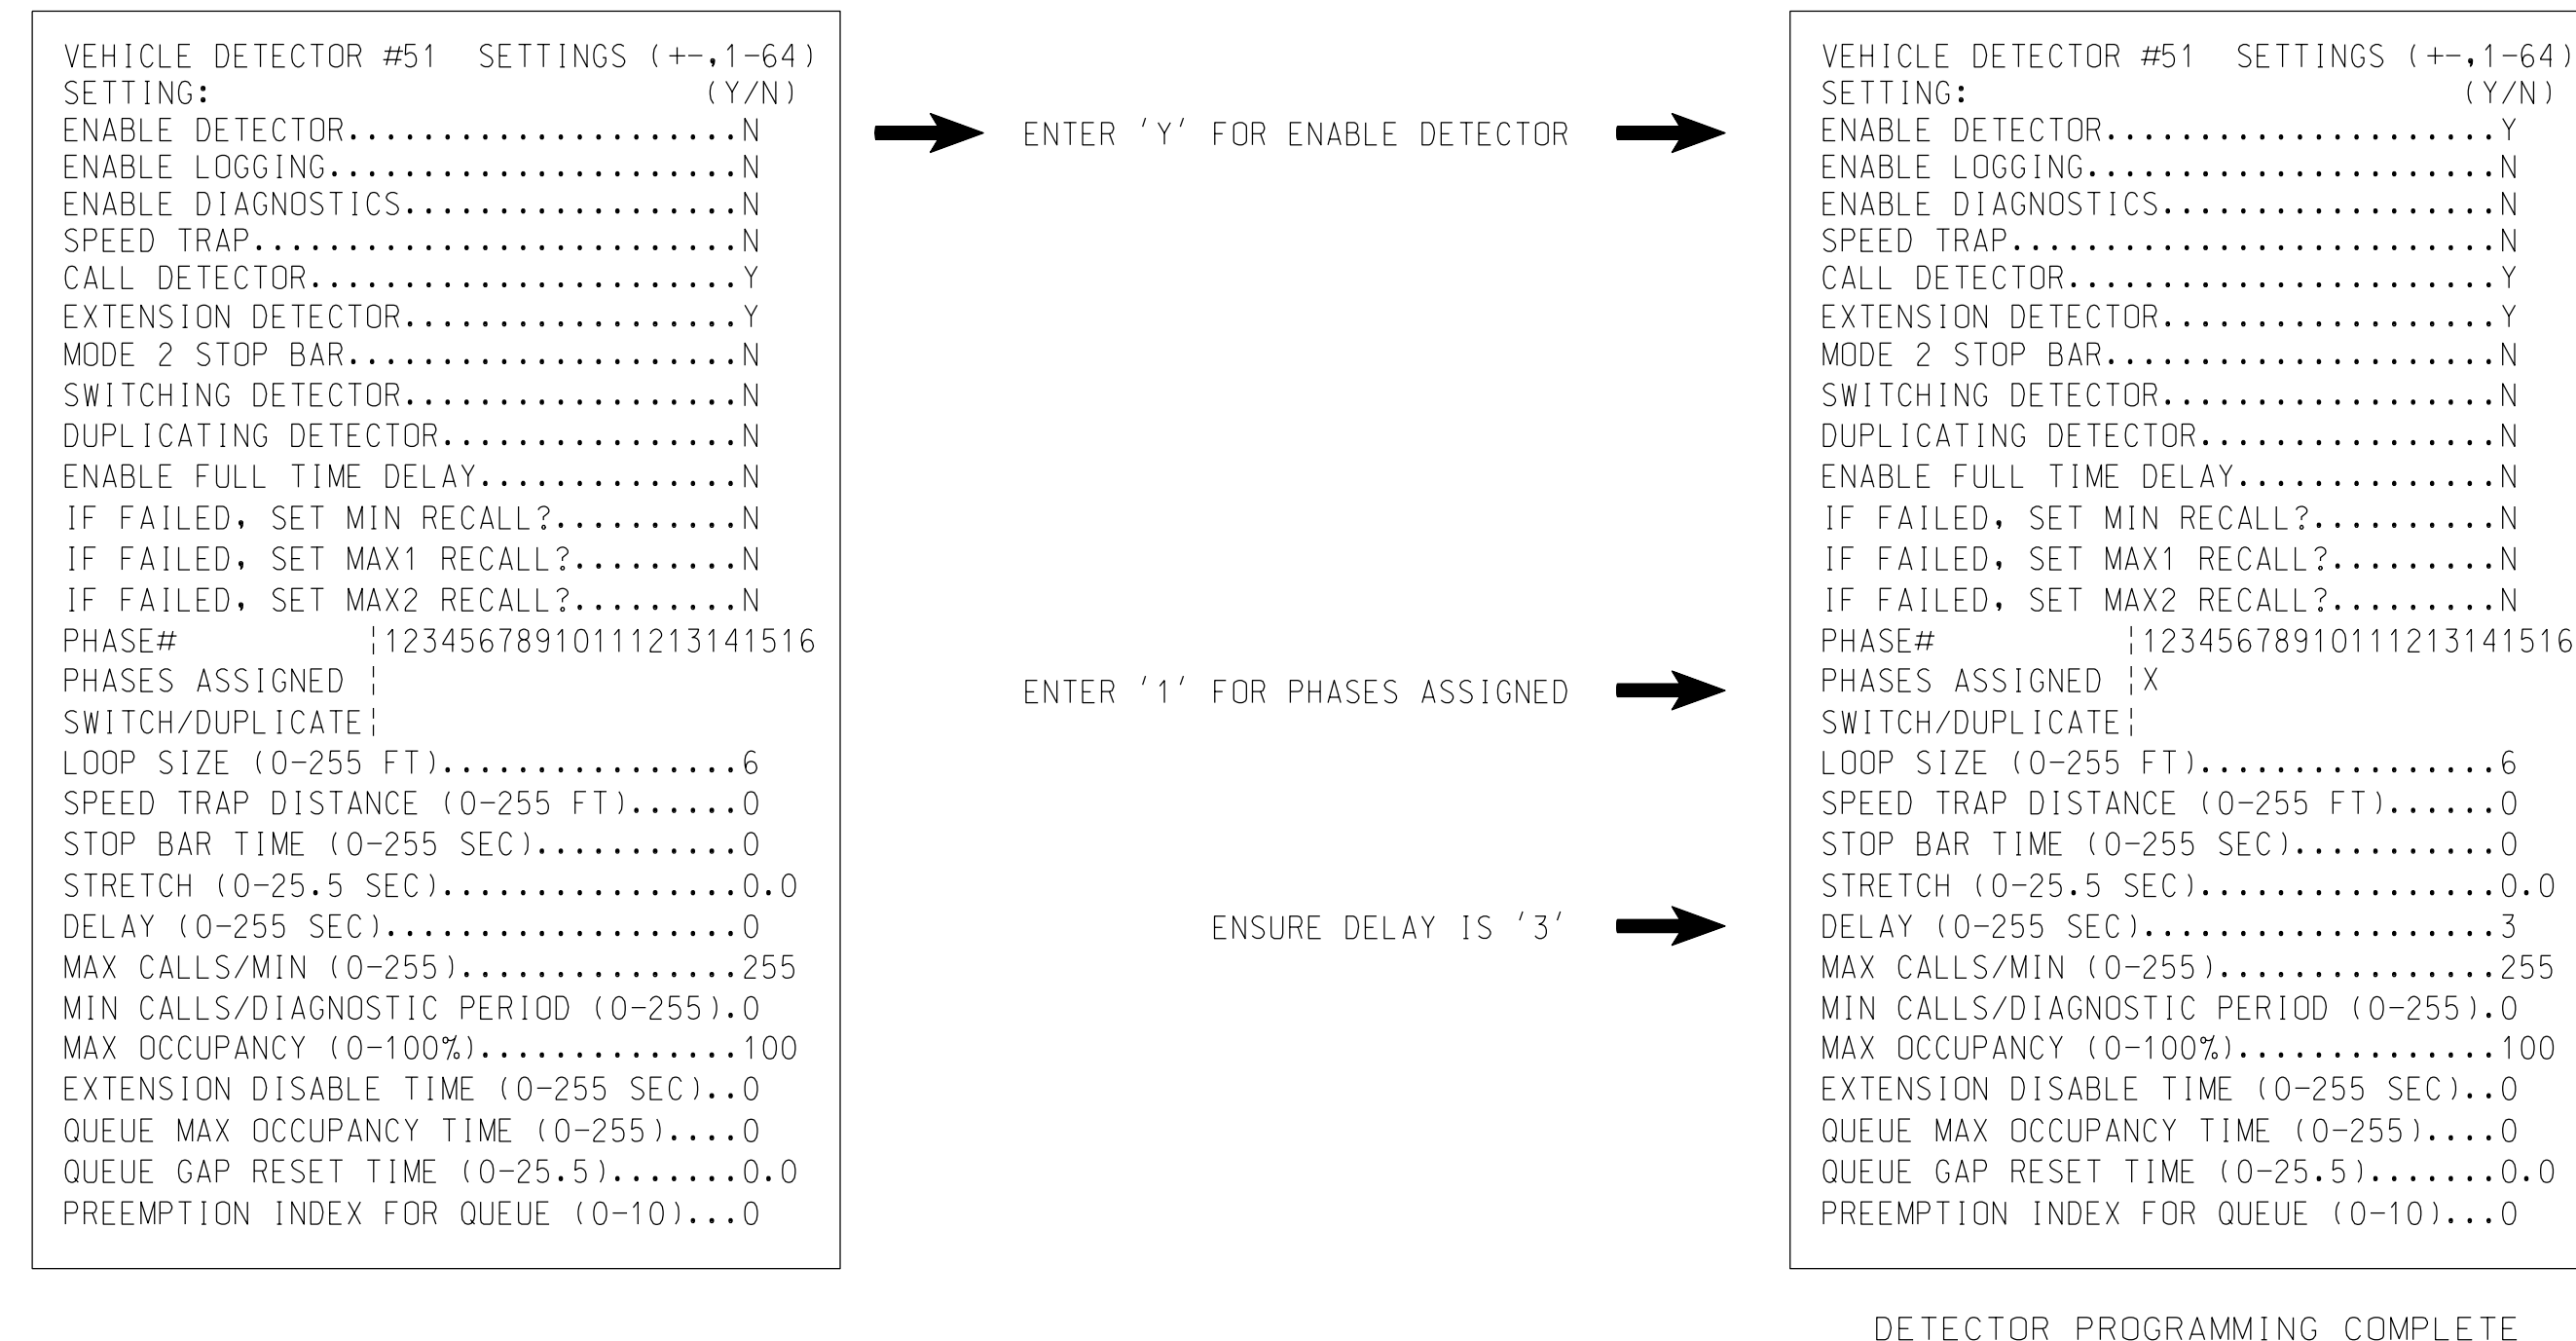 VEHICLE DETECTOR #51  SETTINGS (+-,1-64)
SETTING:                          (Y/N)
ENABLE DETECTOR.....................N
ENABLE LOGGING......................N
ENABLE DIAGNOSTICS..................N
SPEED TRAP..........................N
CALL DETECTOR.......................Y
EXTENSION DETECTOR..................Y
MODE 2 STOP BAR.....................N
SWITCHING DETECTOR..................N
DUPLICATING DETECTOR................N
ENABLE FULL TIME DELAY..............N
IF FAILED, SET MIN RECALL?..........N
IF FAILED, SET MAX1 RECALL?.........N
IF FAILED, SET MAX2 RECALL?.........N
PHASE#          |12345678910111213141516
PHASES ASSIGNED |
SWITCH/DUPLICATE|
LOOP SIZE (0-255 FT)................6
SPEED TRAP DISTANCE (0-255 FT)......0
STOP BAR TIME (0-255 SEC)...........0
STRETCH (0-25.5 SEC)................0.0
DELAY (0-255 SEC)...................0
MAX CALLS/MIN (0-255)...............255
MIN CALLS/DIAGNOSTIC PERIOD (0-255).0
MAX OCCUPANCY (0-100%)..............100
EXTENSION DISABLE TIME (0-255 SEC)..0
QUEUE MAX OCCUPANCY TIME (0-255)....0
QUEUE GAP RESET TIME (0-25.5).......0.0
PREEMPTION INDEX FOR QUEUE (0-10)...0
ENTER 'Y' FOR ENABLE DETECTOR
ENTER '1' FOR PHASES ASSIGNED
ENSURE DELAY IS '3'
VEHICLE DETECTOR #51  SETTINGS (+-,1-64)
SETTING:                          (Y/N)
ENABLE DETECTOR.....................Y
ENABLE LOGGING......................N
ENABLE DIAGNOSTICS..................N
SPEED TRAP..........................N
CALL DETECTOR.......................Y
EXTENSION DETECTOR..................Y
MODE 2 STOP BAR.....................N
SWITCHING DETECTOR..................N
DUPLICATING DETECTOR................N
ENABLE FULL TIME DELAY..............N
IF FAILED, SET MIN RECALL?..........N
IF FAILED, SET MAX1 RECALL?.........N
IF FAILED, SET MAX2 RECALL?.........N
PHASE#          |12345678910111213141516
PHASES ASSIGNED |X
SWITCH/DUPLICATE|
LOOP SIZE (0-255 FT)................6
SPEED TRAP DISTANCE (0-255 FT)......0
STOP BAR TIME (0-255 SEC)...........0
STRETCH (0-25.5 SEC)................0.0
DELAY (0-255 SEC)...................3
MAX CALLS/MIN (0-255)...............255
MIN CALLS/DIAGNOSTIC PERIOD (0-255).0
MAX OCCUPANCY (0-100%)..............100
EXTENSION DISABLE TIME (0-255 SEC)..0
QUEUE MAX OCCUPANCY TIME (0-255)....0
QUEUE GAP RESET TIME (0-25.5).......0.0
PREEMPTION INDEX FOR QUEUE (0-10)...0
DETECTOR PROGRAMMING COMPLETE